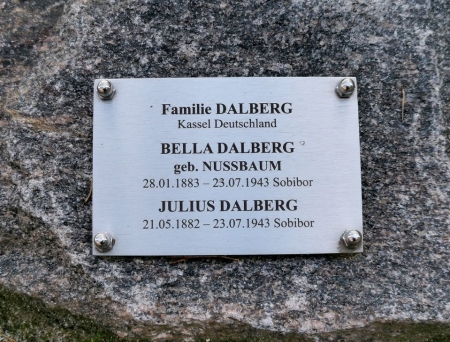 Familie DALBERG
Kassel Deutschland
BELLA DALBERG
geb. NUSSBAUM
28.01.1883 – 23.07.1943 Sobibor
JULIUS DALBERG
21.05.1882 – 23.07.1943 Sobibor